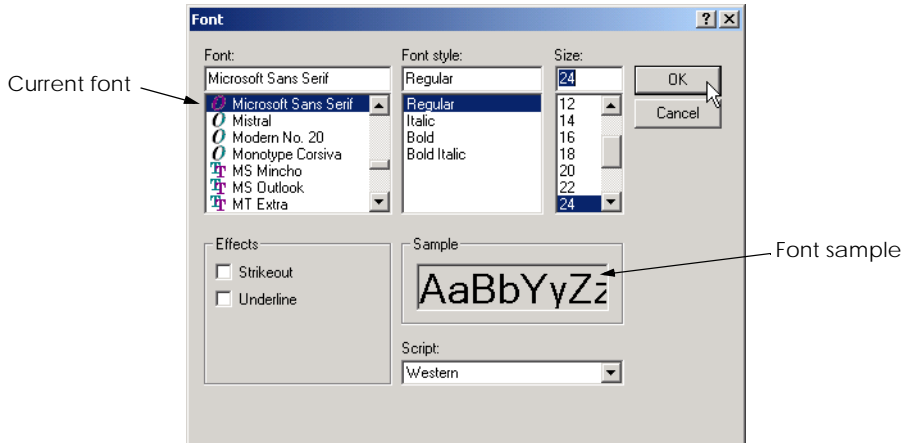 Font
Font:
Font style:
Size:
Current font
Microsoft Sans Serif
Regular
24
OK
Microsoft Sans Serif
Mistral
Modern No. 20
Monotype Corsiva
MS Mincho
MS Outlook
MT Extra
Regular
Italic
Bold
Bold Italic
12
14
16
18
20
22
24
Cancel
Effects
Strikeout
Underline
Sample
AaBbYyZz
Font sample
Script:
Western